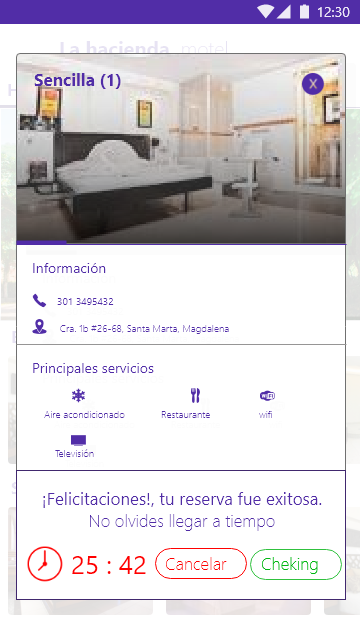 12:30
La hacienda motel
Sencilla (1)
X
Información
301 3495432
Cra. 1b #26-68, Santa Marta, Magdalena
Principales servicios
Aire acondicionado
Restaurante
wifi
Televisión
¡Felicitaciones!, tu reserva fue exitosa.
No olvides llegar a tiempo
25 : 42
Cancelar
Cheking